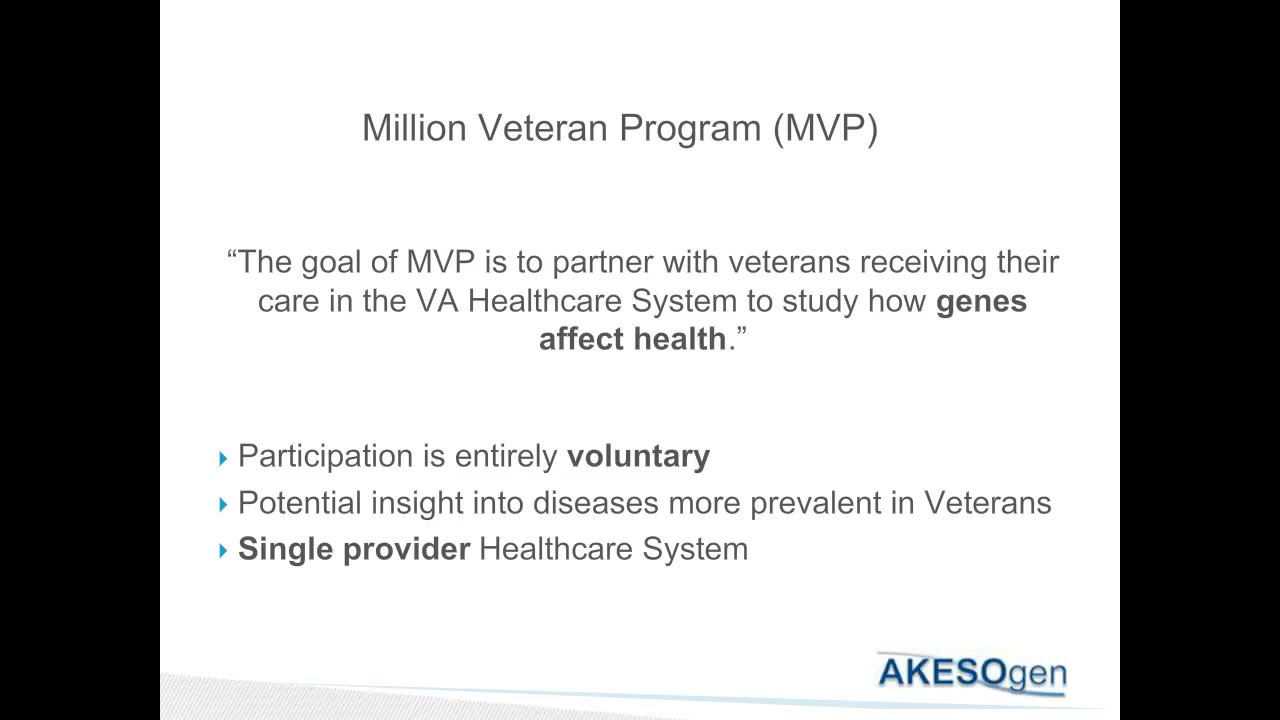 Million Veteran Program (MVP)
“The goal of MVP is to partner with veterans receiving their
care in the VA Healthcare System to study how genes
affect health.”
Participation is entirely voluntary
Potential insight into diseases more prevalent in Veterans
Single provider Healthcare System
AKESOgen